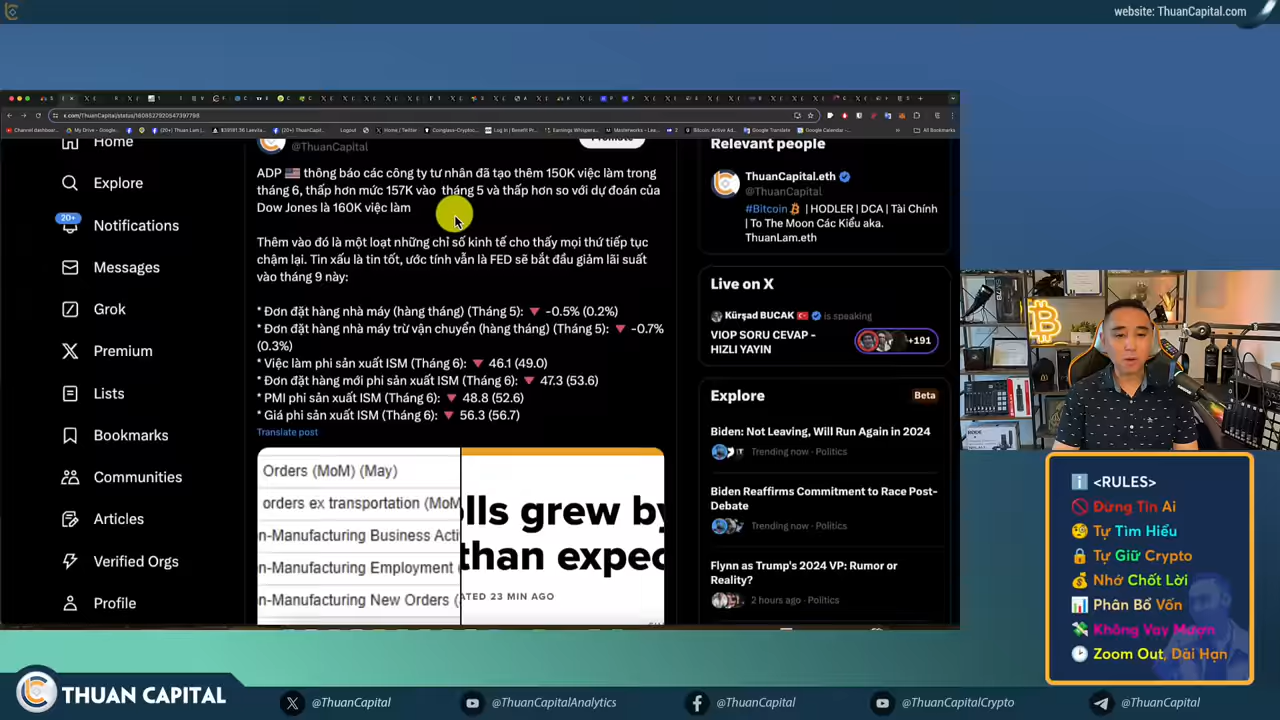 website: ThuanCapital.com
Home
Explore
20+
Notifications
Messages
Grok
Premium
Lists
Bookmarks
Communities
Articles
Verified Orgs
Profile
@ThuanCapital
Promote
ADP 🇺🇸 thông báo các công ty tư nhân đã tạo thêm 150K việc làm trong
tháng 6, thấp hơn mức 157K vào tháng 5 và thấp hơn so với dự đoán của
Dow Jones là 160K việc làm
Thêm vào đó là một loạt những chỉ số kinh tế cho thấy mọi thứ tiếp tục
chậm lại. Tin xấu là tin tốt, ước tính vẫn là FED sẽ bắt đầu giảm lãi suất
vào tháng 9 này:
* Đơn đặt hàng nhà máy (hàng tháng) (Tháng 5): 🔻 -0.5% (0.2%)
* Đơn đặt hàng nhà máy trừ vận chuyển (hàng tháng) (Tháng 5): 🔻 -0.7%
(0.3%)
* Việc làm phi sản xuất ISM (Tháng 6): 🔻 46.1 (49.0)
* Đơn đặt hàng mới phi sản xuất ISM (Tháng 6): 🔻 47.3 (53.6)
* PMI phi sản xuất ISM (Tháng 6): 🔻 48.8 (52.6)
* Giá phi sản xuất ISM (Tháng 6): 🔻 56.3 (56.7)
Translate post
Orders (MoM) (May)
orders ex transportation (MoM
n-Manufacturing Business Acti
n-Manufacturing Employment (
n-Manufacturing New Orders (
lls grew by
than expec
ATED 23 MIN AGO
Relevant people
ThuanCapital.eth
@ThuanCapital
#Bitcoin | HODLER | DCA | Tài Chính
| To The Moon Các Kiểu aka.
ThuanLam.eth
Live on X
Kürşad BUCAK 🇹🇷 is speaking
VIOP SORU CEVAP -
HIZLI YAYIN
+191
Explore
Beta
Biden: Not Leaving, Will Run Again in 2024
Trending now · Politics
Biden Reaffirms Commitment to Race Post-
Debate
Trending now · Politics
Flynn as Trump's 2024 VP: Rumor or
Reality?
2 hours ago · Politics
<RULES>
Đừng Tin Ai
Tự Tìm Hiểu
Tự Giữ Crypto
Nhớ Chốt Lời
Phân Bổ Vốn
Không Vay Mượn
Zoom Out, Dài Hạn
THUAN CAPITAL
@ThuanCapital
@ThuanCapitalAnalytics
@ThuanCapital
@ThuanCapitalCrypto
@ThuanCapital